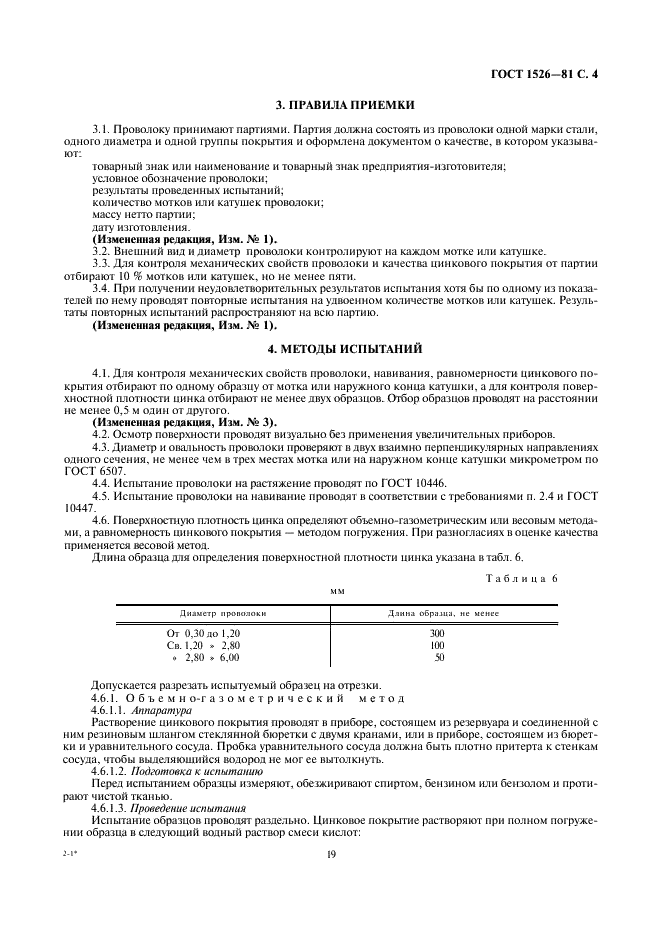 ГОСТ 1526—81 С. 4
3. ПРАВИЛА ПРИЕМКИ
3.1. Проволоку принимают партиями. Партия должна состоять из проволоки одной марки стали,
одного диаметра и одной группы покрытия и оформлена документом о качестве, в котором указыва-
ют:
товарный знак или наименование и товарный знак предприятия-изготовителя;
условное обозначение проволоки;
результаты проведенных испытаний;
количество мотков или катушек проволоки;
массу нетто партии;
дату изготовления.
(Измененная редакция, Изм. № 1).
3.2. Внешний вид и диаметр проволоки контролируют на каждом мотке или катушке.
3.3. Для контроля механических свойств проволоки и качества цинкового покрытия от партии
отбирают 10 % мотков или катушек, но не менее пяти.
3.4. При получении неудовлетворительных результатов испытания хотя бы по одному из показа-
телей по нему проводят повторные испытания на удвоенном количестве мотков или катушек. Резуль-
таты повторных испытаний распространяют на всю партию.
(Измененная редакция, Изм. № 1).
4. МЕТОДЫ ИСПЫТАНИЙ
4.1. Для контроля механических свойств проволоки, навивания, равномерности цинкового по-
крытия отбирают по одному образцу от мотка или наружного конца катушки, а для контроля повер-
хностной плотности цинка отбирают не менее двух образцов. Отбор образцов проводят на расстоянии
не менее 0,5 м один от другого.
(Измененная редакция, Изм. № 3).
4.2. Осмотр поверхности проводят визуально без применения увеличительных приборов.
4.3. Диаметр и овальность проволоки проверяют в двух взаимно перпендикулярных направлениях
одного сечения, не менее чем в трех местах мотка или на наружном конце катушки микрометром по
ГОСТ 6507.
4.4. Испытание проволоки на растяжение проводят по ГОСТ 10446.
4.5. Испытание проволоки на навивание проводят в соответствии с требованиями п. 2.4 и ГОСТ
10447.
4.6. Поверхностную плотность цинка определяют объемно-газометрическим или весовым метода-
ми, а равномерность цинкового покрытия — методом погружения. При разногласиях в оценке качества
применяется весовой метод.
Длина образца для определения поверхностной плотности цинка указана в табл. 6.
Таблица 6
мм
Диаметр проволоки Длина образца, не менее
От 0,30 до 1,20 300
Св. 1,20 » 2,80 100
» 2,80 » 6,00 50
Допускается разрезать испытуемый образец на отрезки.
4.6.1. Объемно-газометрический метод
4.6.1.1. Аппаратура
Растворение цинкового покрытия проводят в приборе, состоящем из резервуара и соединенной с
ним резиновым шлангом стеклянной бюретки с двумя кранами, или в приборе, состоящем из бюрет-
ки и уравнительного сосуда. Пробка уравнительного сосуда должна быть плотно притерта к стенкам
сосуда, чтобы выделяющийся водород не мог ее вытолкнуть.
4.6.1.2. Подготовка к испытанию
Перед испытанием образцы измеряют, обезжиривают спиртом, бензином или бензолом и проти-
рают чистой тканью.
4.6.1.3. Проведение испытания
Испытание образцов проводят раздельно. Цинковое покрытие растворяют при полном погруже-
нии образца в следующий водный раствор смеси кислот:
2-1* 19